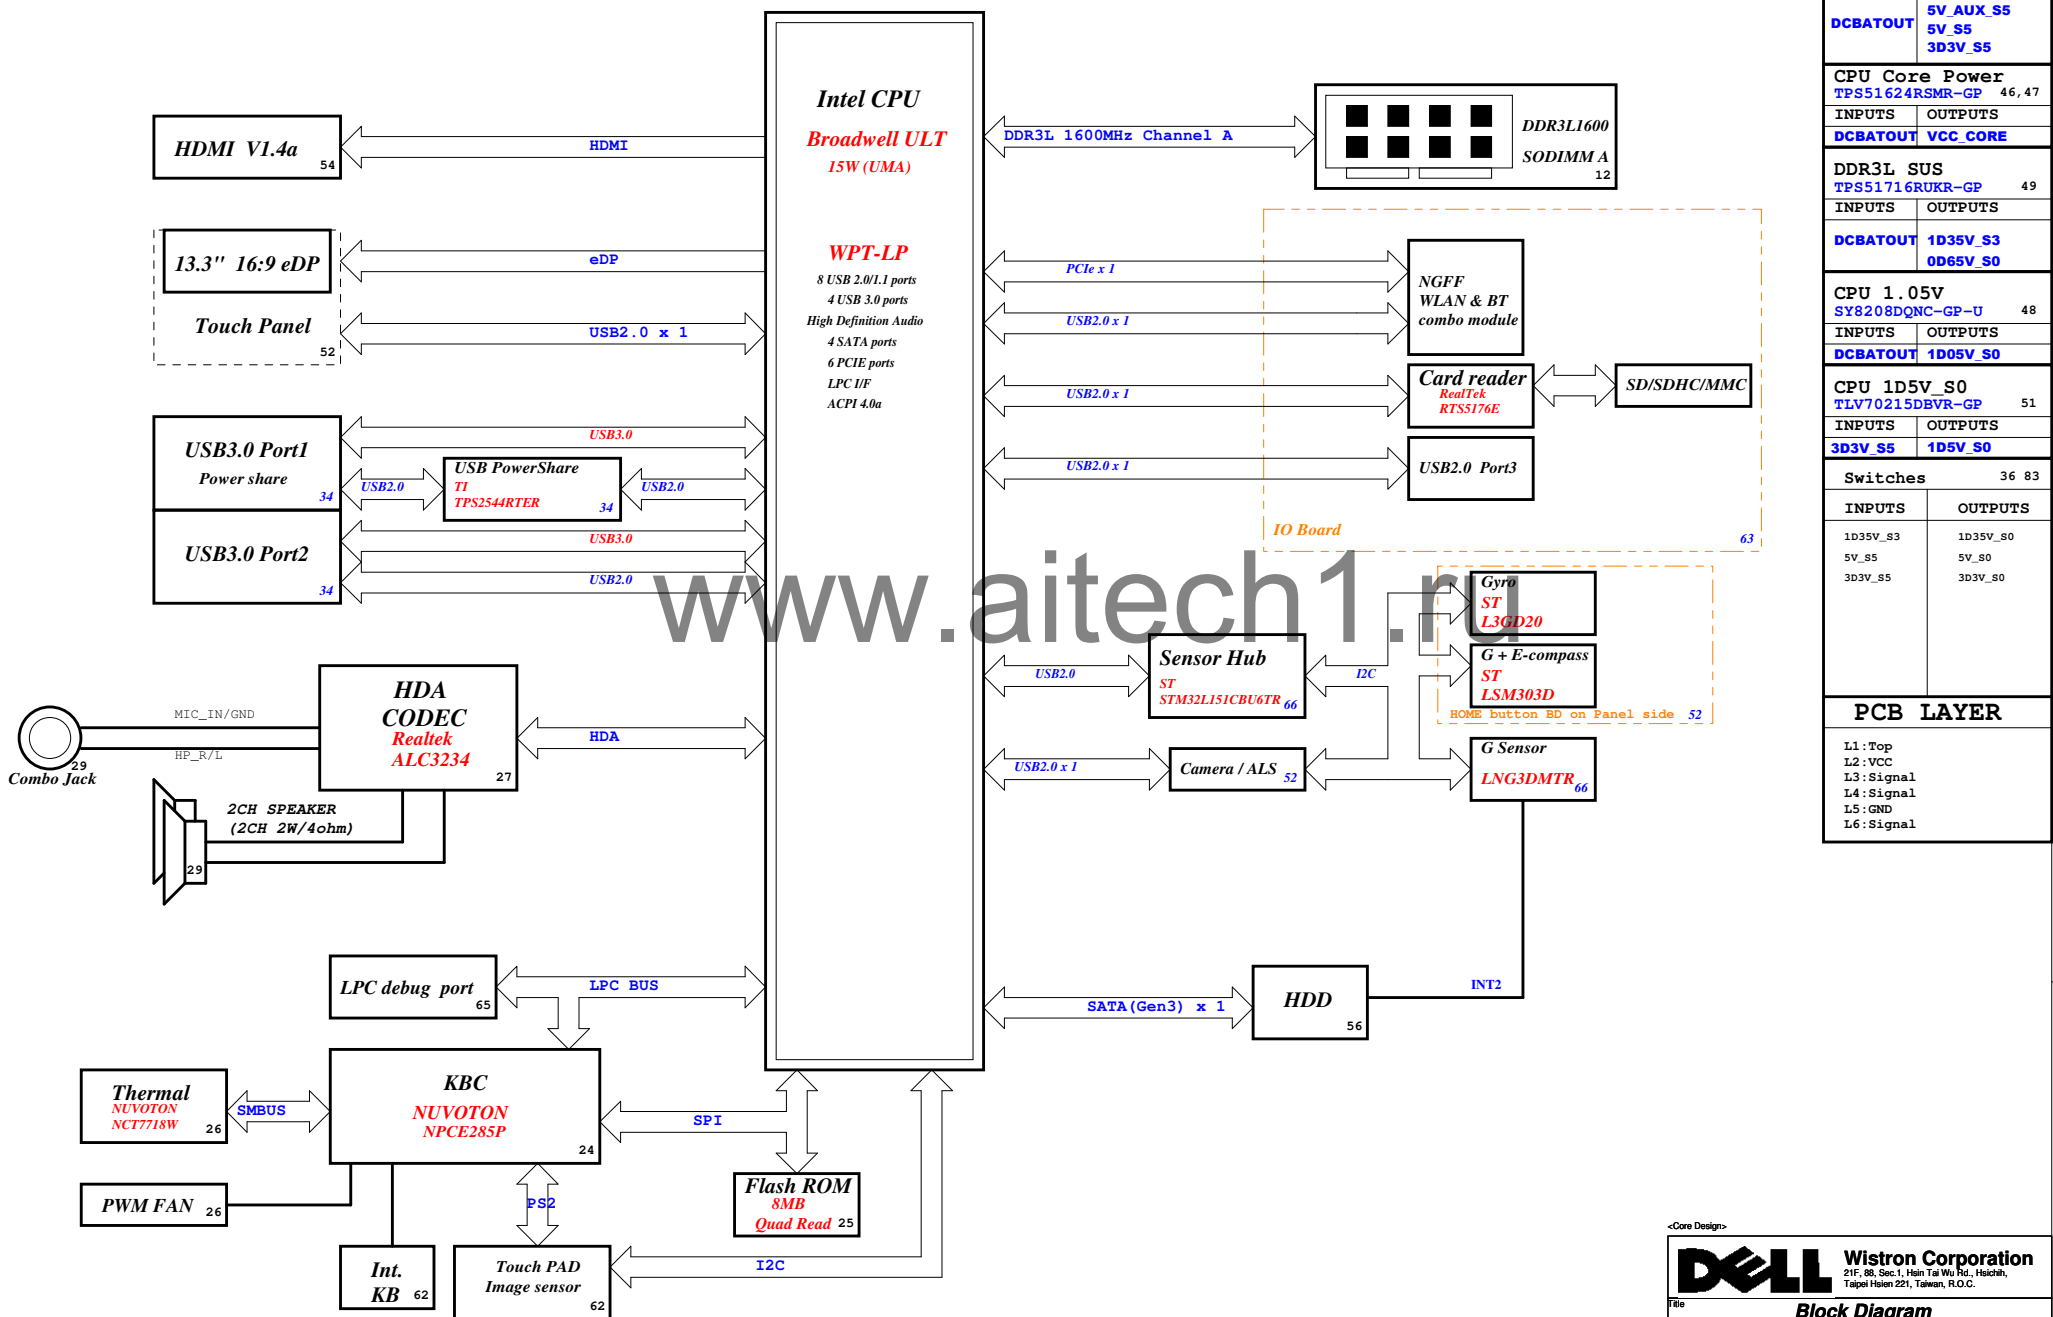 Intel CPU
Broadwell ULT
15W (UMA)
WPT-LP
8 USB 2.0/1.1 ports
4 USB 3.0 ports
High Definition Audio
4 SATA ports
6 PCIE ports
LPC I/F
ACPI 4.0a
HDMI V1.4a
54
HDMI
13.3" 16:9 eDP
eDP
Touch Panel
52
USB2.0 x 1
USB3.0 Port1
Power share
34
USB3.0
USB2.0
USB PowerShare
TI
TPS2544RTER
34
USB2.0
USB3.0 Port2
34
USB3.0
USB2.0
HDA
CODEC
Realtek
ALC3234
27
HDA
MIC_IN/GND
HP_R/L
29
Combo Jack
2CH SPEAKER
(2CH 2W/4ohm)
29
LPC debug port
65
LPC BUS
KBC
NUVOTON
NPCE285P
24
Thermal
NUVOTON
NCT7718W
26
SMBUS
PWM FAN
26
Int.
KB
62
PS2
Touch PAD
Image sensor
62
SPI
Flash ROM
8MB
Quad Read
25
I2C
DDR3L 1600MHz Channel A
DDR3L1600
SODIMM A
12
PCIe x 1
USB2.0 x 1
NGFF
WLAN & BT
combo module
USB2.0 x 1
Card reader
RealTek
RTS5176E
SD/SDHC/MMC
USB2.0 x 1
USB2.0 Port3
IO Board
63
www.aitech1.ru
USB2.0
Sensor Hub
ST
STM32L151CBU6TR
66
I2C
Gyro
ST
L3GD20
G + E-compass
ST
LSM303D
HOME button BD on Panel side
52
USB2.0 x 1
Camera / ALS
52
G Sensor
LNG3DMTR
66
INT2
SATA(Gen3) x 1
HDD
56
DCBATOUT
5V_AUX_S5
5V_S5
3D3V_S5
CPU Core Power
TPS51624RSMR-GP 46,47
INPUTS OUTPUTS
DCBATOUT VCC_CORE
DDR3L SUS
TPS51716RUKR-GP 49
INPUTS OUTPUTS
DCBATOUT 1D35V_S3
0D65V_S0
CPU 1.05V
SY8208DQNC-GP-U 48
INPUTS OUTPUTS
DCBATOUT 1D05V_S0
CPU 1D5V_S0
TLV70215DBVR-GP 51
INPUTS OUTPUTS
3D3V_S5 1D5V_S0
Switches 36 83
INPUTS OUTPUTS
1D35V_S3 1D35V_S0
5V_S5 5V_S0
3D3V_S5 3D3V_S0
PCB LAYER
L1:Top
L2:VCC
L3:Signal
L4:Signal
L5:GND
L6:Signal
<Core Design>
DELL
Wistron Corporation
21F, 88, Sec.1, Hsin Tai Wu Rd., Hsichih,
Taipei Hsien 221, Taiwan, R.O.C.
Title
Block Diagram